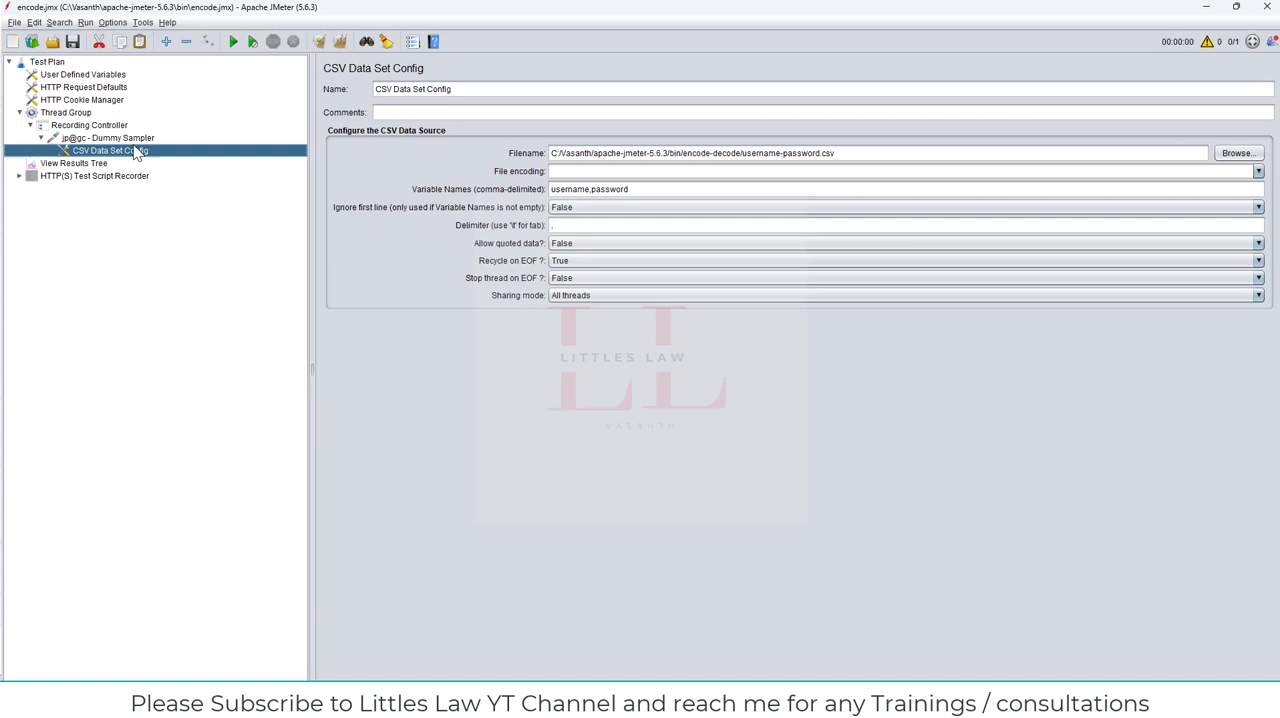 encode.jmx (C:\Vasanth\apache-jmeter-5.6.3\bin\encode.jmx) - Apache JMeter (5.6.3)
File Edit Search Run Options Tools Help
00:00:00 0 0/1
Test Plan
User Defined Variables
HTTP Request Defaults
HTTP Cookie Manager
Thread Group
Recording Controller
jp@gc - Dummy Sampler
CSV Data Set Config
View Results Tree
HTTP(S) Test Script Recorder
CSV Data Set Config
Name: CSV Data Set Config
Comments:
Configure the CSV Data Source
Filename: C:/Vasanth/apache-jmeter-5.6.3/bin/encode-decode/username-password.csv Browse...
File encoding:
Variable Names (comma-delimited): username,password
Ignore first line (only used if Variable Names is not empty): False
Delimiter (use '\t' for tab): ,
Allow quoted data?: False
Recycle on EOF ?: True
Stop thread on EOF ?: False
Sharing mode: All threads
LL
LITTLES LAW
VASANTH
Please Subscribe to Littles Law YT Channel and reach me for any Trainings / consultations